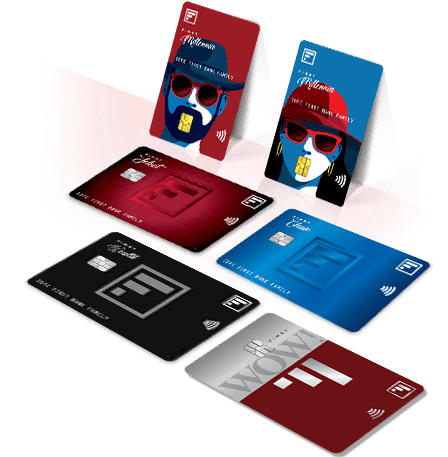 FIRST
Millennia
IDFC FIRST BANK FAMILY
FIRST
Millennia
IDFC FIRST BANK FAMILY
FIRST
Select
IDFC FIRST BANK FAMILY
FIRST
Classic
IDFC FIRST BANK FAMILY
FIRST
Wealth
IDFC FIRST BANK FAMILY
FIRST
WOW!